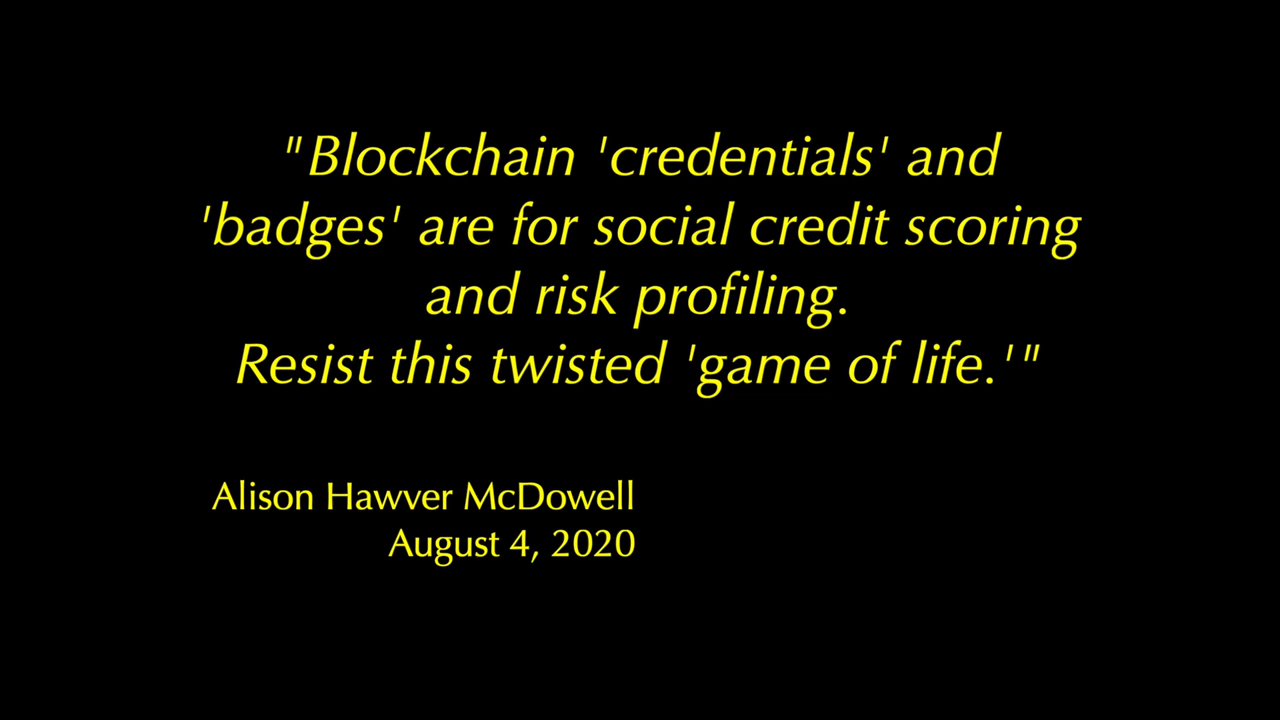 "Blockchain 'credentials' and
'badges' are for social credit scoring
and risk profiling.
Resist this twisted 'game of life.'"
Alison Hawver McDowell
August 4, 2020